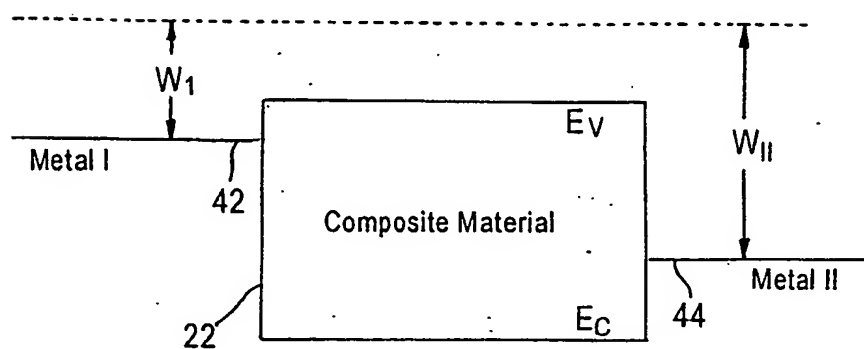 W1
EV
WII
Metal I
42
Composite Material
Metal II
22
EC
44